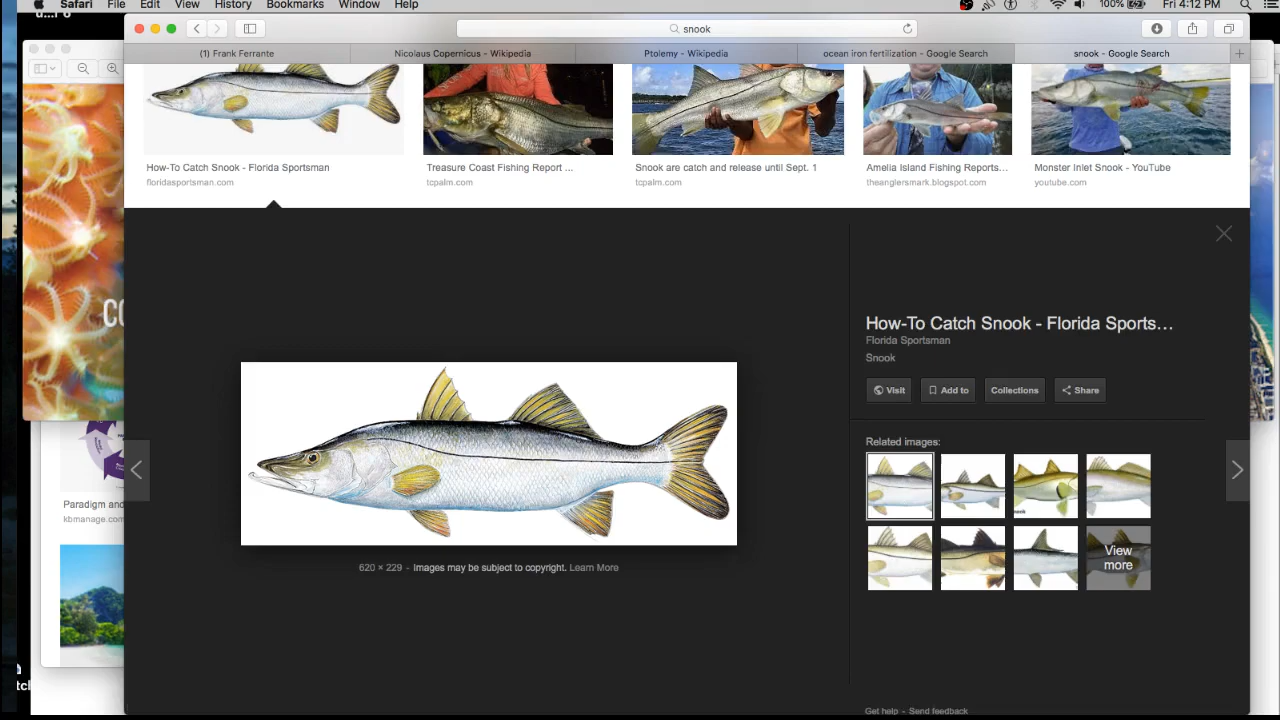 Safari File Edit View History Bookmarks Window Help 100% Fri 4:12 PM
snook
(1) Frank Ferrante
Nicolaus Copernicus - Wikipedia
Ptolemy - Wikipedia
ocean iron fertilization - Google Search
snook - Google Search
How-To Catch Snook - Florida Sportsman
floridasportsman.com
Treasure Coast Fishing Report ...
tcpalm.com
Snook are catch and release until Sept. 1
tcpalm.com
Amelia Island Fishing Reports...
theanglersmark.blogspot.com
Monster Inlet Snook - YouTube
youtube.com
CO
Paradigm and
kbmanage.com
620 × 229 - Images may be subject to copyright. Learn More
How-To Catch Snook - Florida Sports...
Florida Sportsman
Snook
Visit
Add to
Collections
Share
Related images:
View
more
Get help - Send feedback